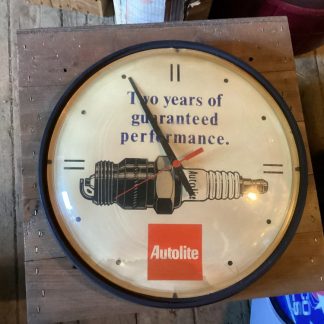 Two years of
guaranteed
performance.
Autolite
Autolite